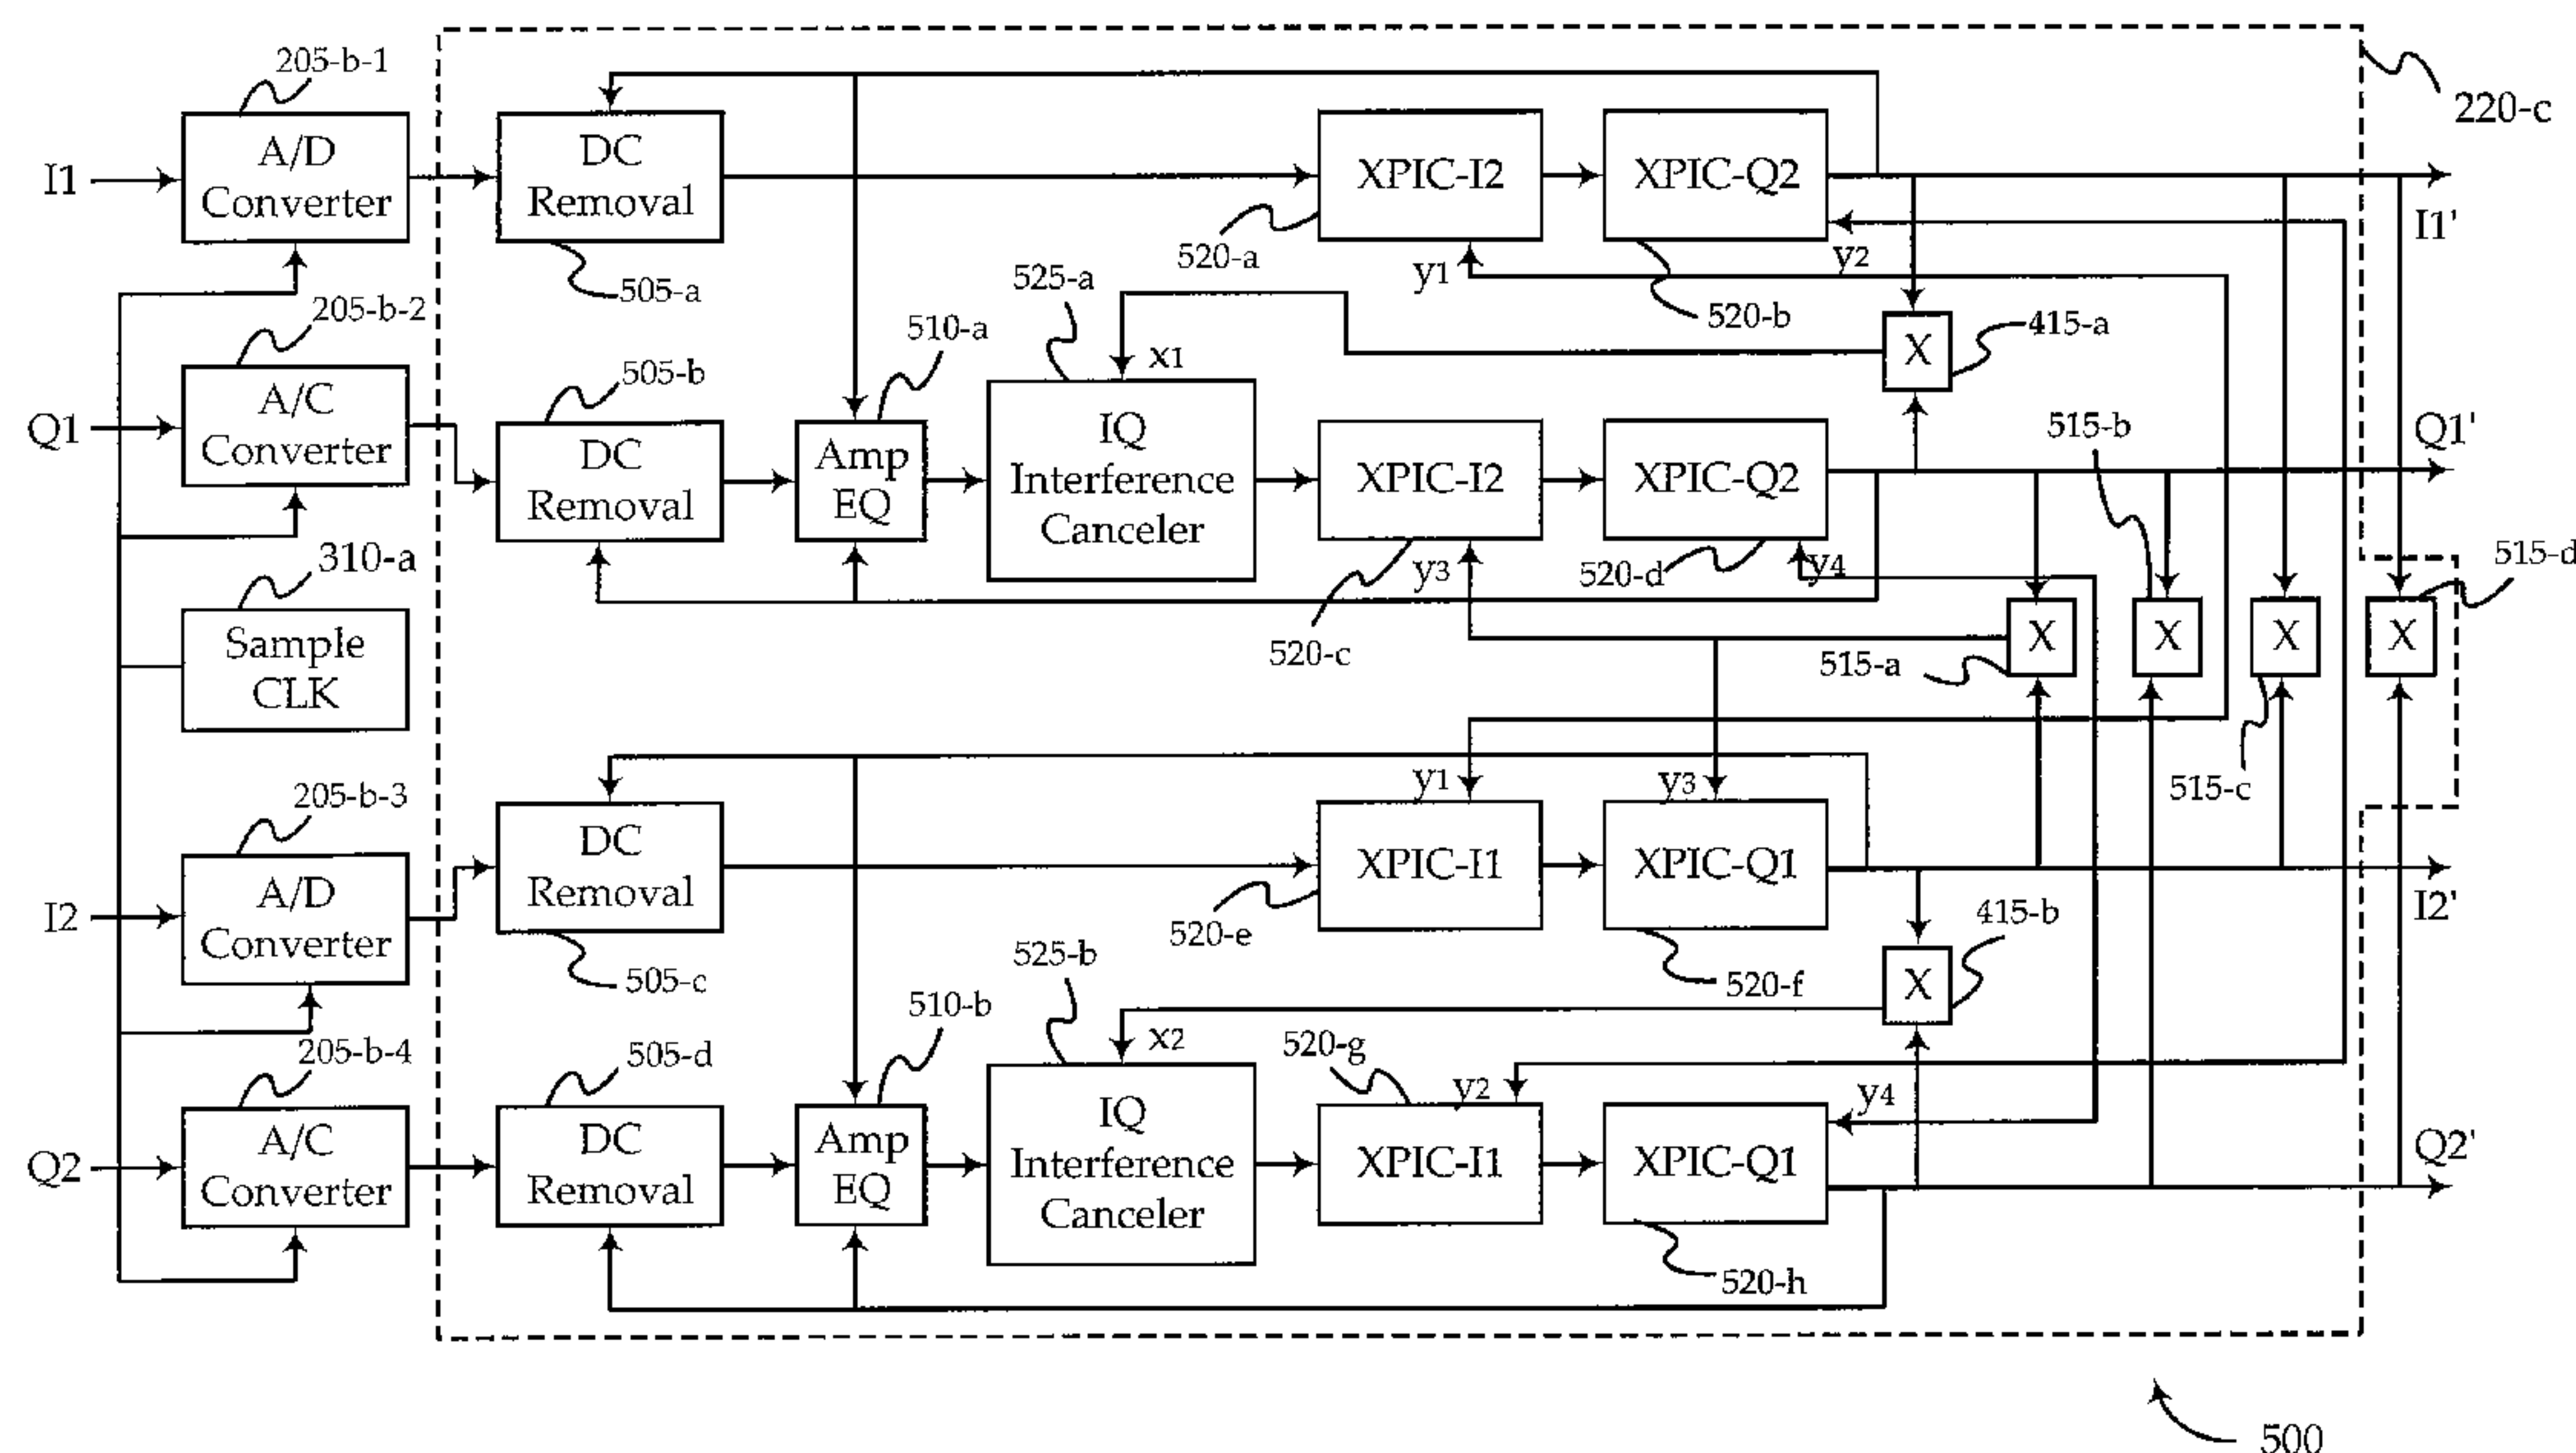 205-b-1
220-c
I1
A/D
Converter
DC
Removal
XPIC-I2
XPIC-Q2
I1'
520-a
y1
y2
505-a
525-a
520-b
205-b-2
510-a
415-a
X
505-b
x1
Q1
A/C
Converter
DC
Removal
Amp
EQ
IQ
Interference
Canceler
XPIC-I2
XPIC-Q2
515-b
Q1'
310-a
y3
520-d
y4
515-d
Sample
CLK
520-c
515-a
X
X
X
X
205-b-3
y1
y3
515-c
I2
A/D
Converter
DC
Removal
XPIC-I1
XPIC-Q1
I2'
520-e
415-b
505-c
525-b
520-f
X
510-b
205-b-4
505-d
x2
520-g
y2
y4
Q2
A/C
Converter
DC
Removal
Amp
EQ
IQ
Interference
Canceler
XPIC-I1
XPIC-Q1
Q2'
520-h
500